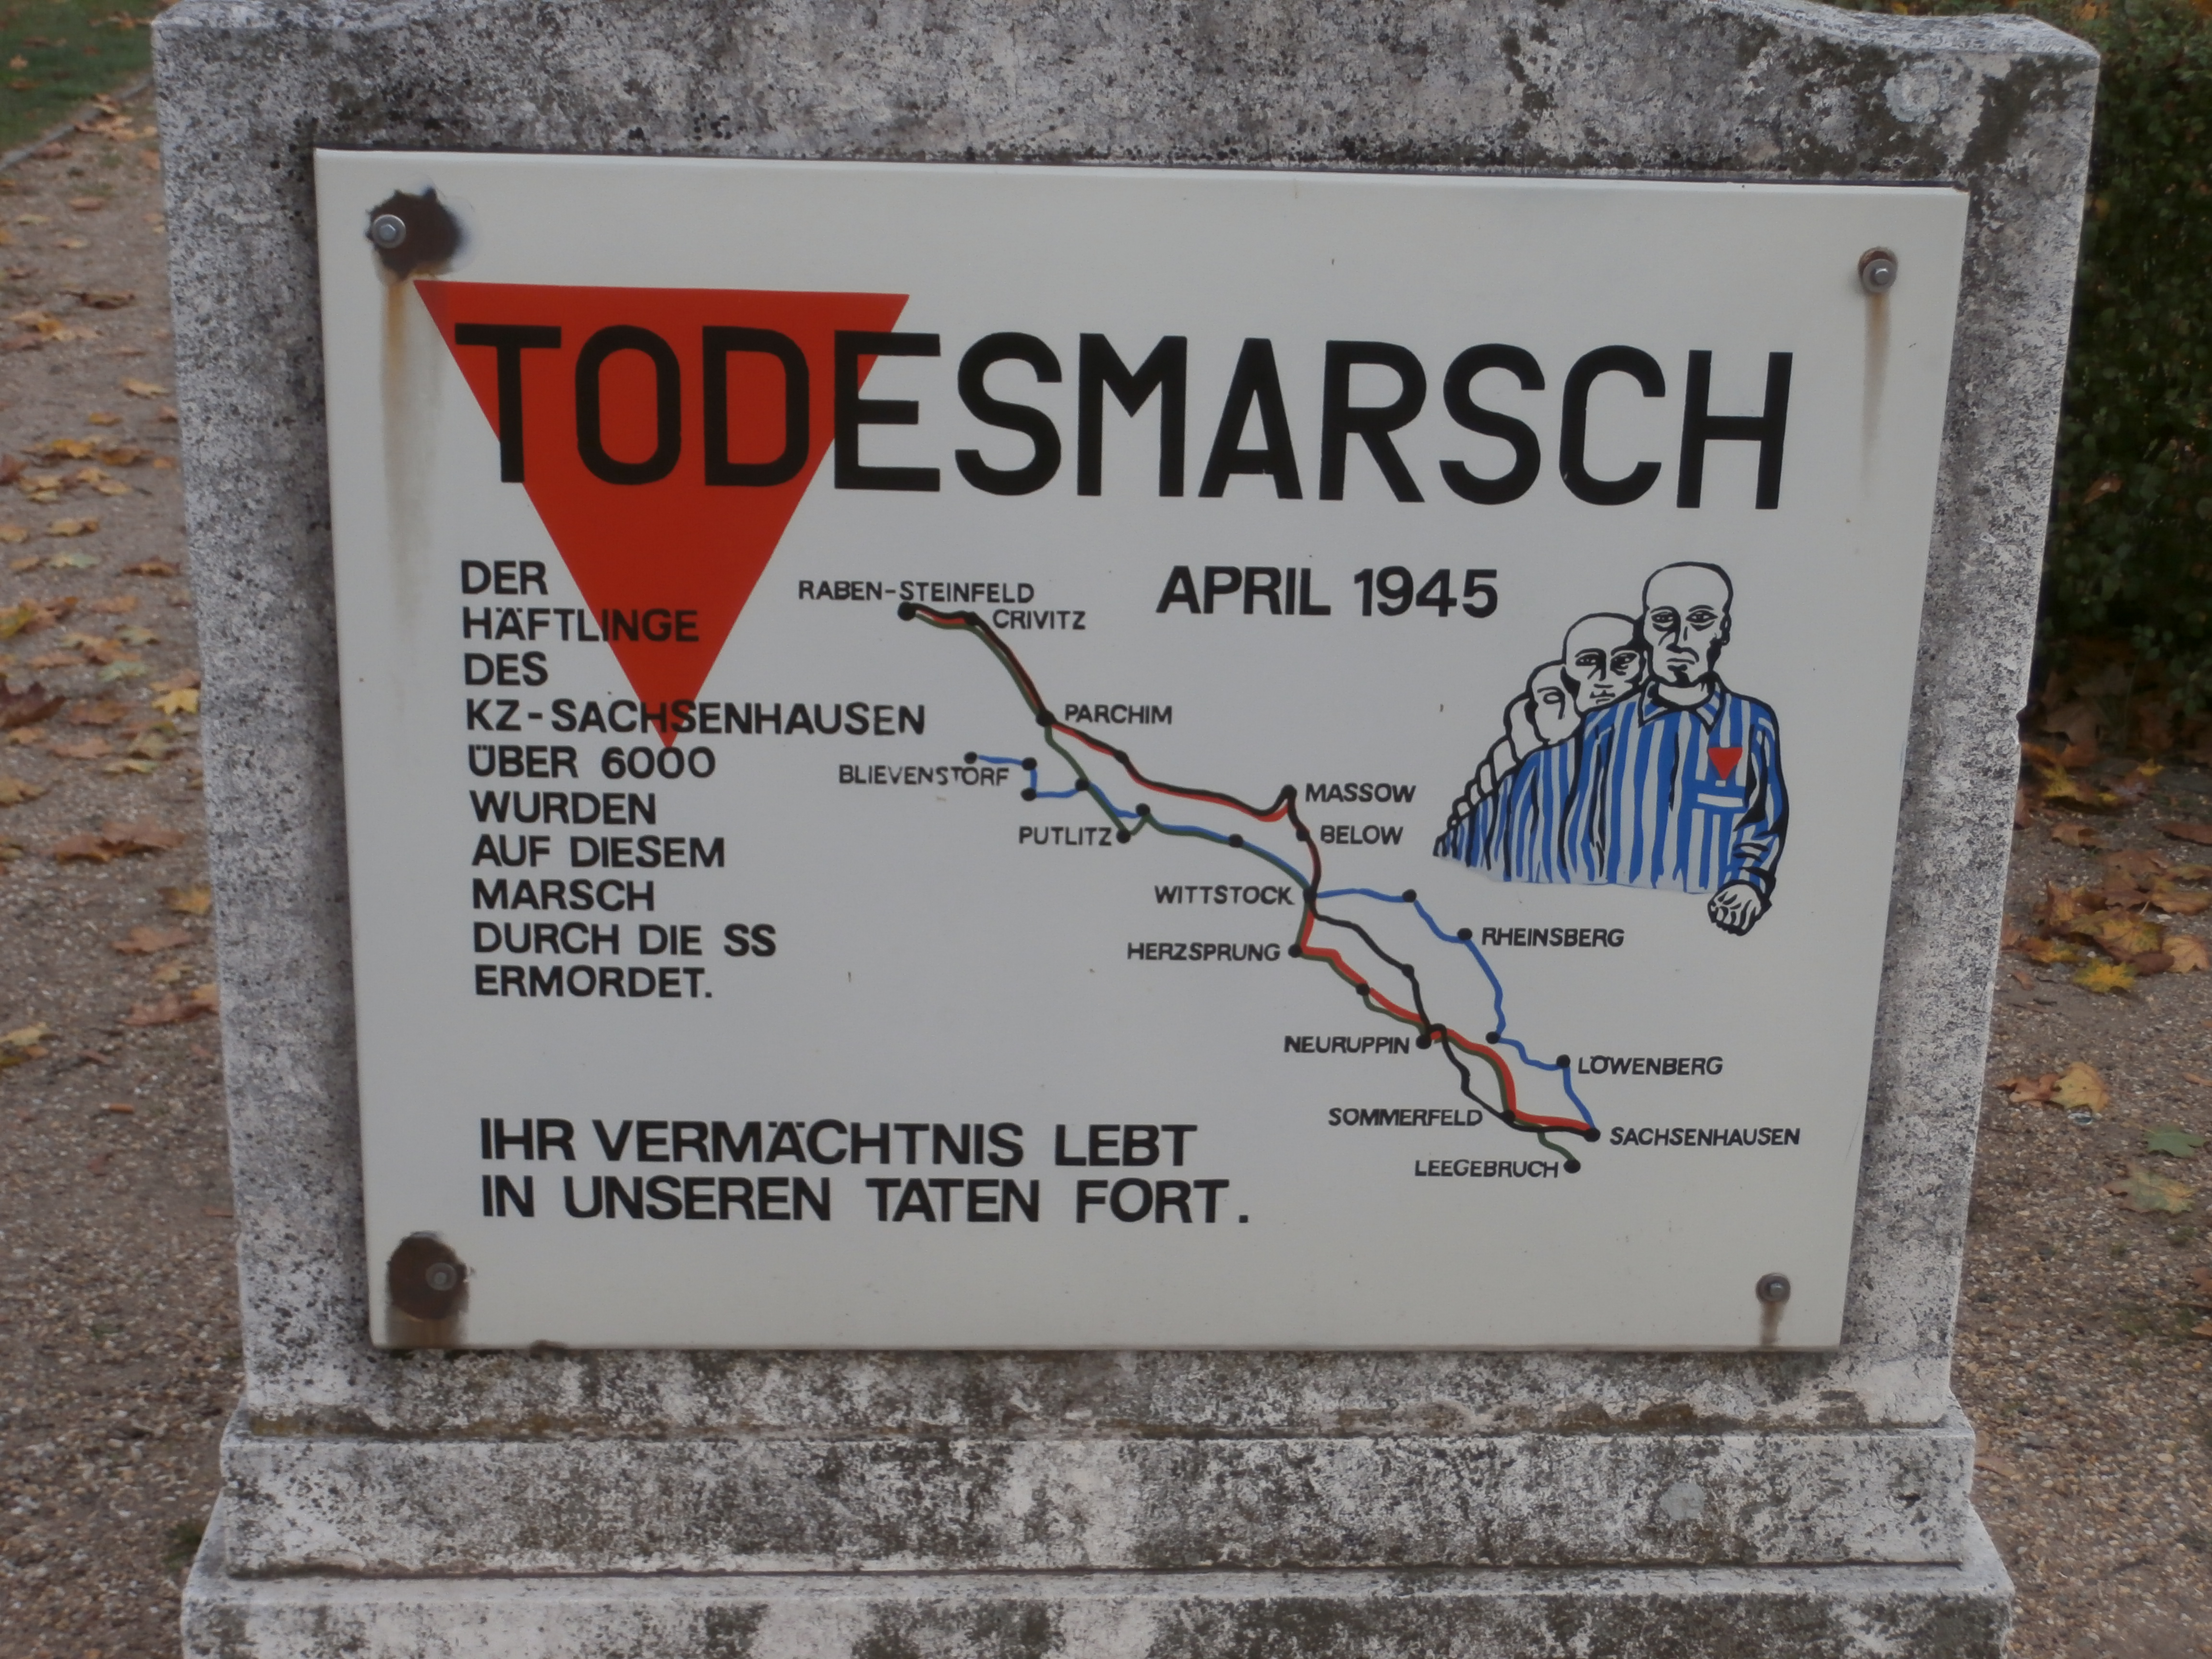 TODESMARSCH
APRIL 1945
DER
HÄFTLINGE
DES
KZ-SACHSENHAUSEN
ÜBER 6000
WURDEN
AUF DIESEM
MARSCH
DURCH DIE SS
ERMORDET.
RABEN-STEINFELD
CRIVITZ
PARCHIM
BLIEVENSTORF
MASSOW
PUTLITZ
BELOW
WITTSTOCK
RHEINSBERG
HERZSPRUNG
NEURUPPIN
LÖWENBERG
SOMMERFELD
SACHSENHAUSEN
LEEGEBRUCH
IHR VERMÄCHTNIS LEBT
IN UNSEREN TATEN FORT.